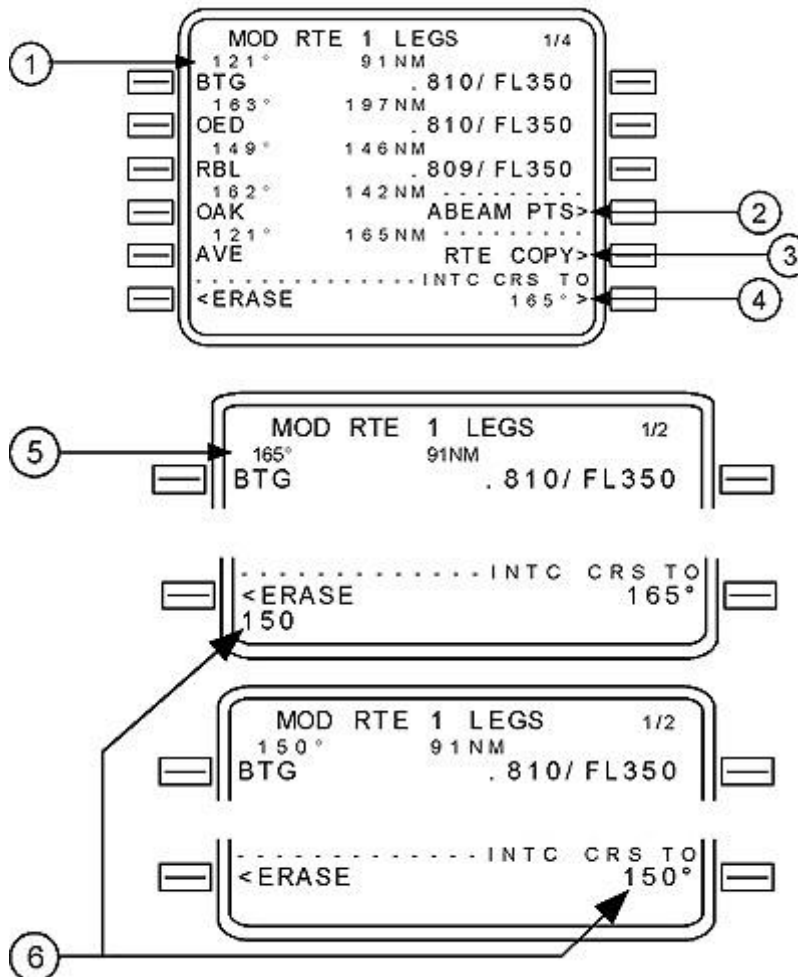 MOD RTE 1 LEGS 1/4
1
121° 91NM
BTG .810/FL350
163° 197NM
OED .810/FL350
149° 146NM
RBL .809/FL350
162° 142NM ---------
OAK ABEAM PTS> 2
121° 165NM ---------
AVE RTE COPY> 3
--------------INTC CRS TO
<ERASE 165°> 4
MOD RTE 1 LEGS 1/2
5
165° 91NM
BTG .810/FL350
-------------INTC CRS TO
<ERASE 165°
150
MOD RTE 1 LEGS 1/2
150° 91NM
BTG .810/FL350
-------------INTC CRS TO
<ERASE 150°
6